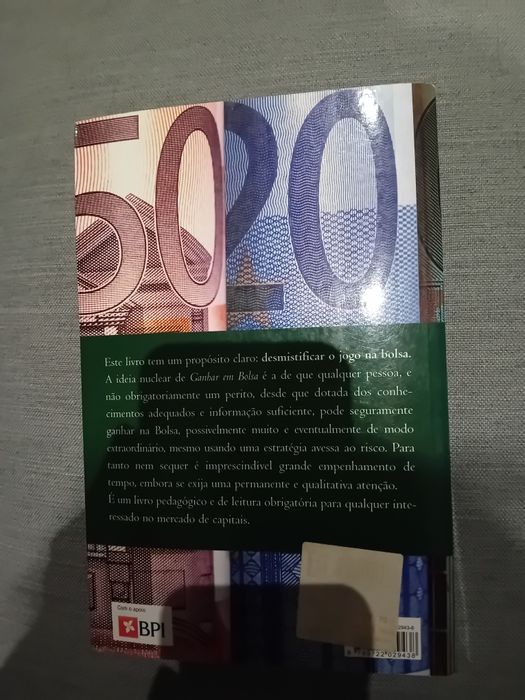 50
20
Este livro tem um propósito claro: desmistificar o jogo na bolsa.
A ideia nuclear de Ganhar em Bolsa é a de que qualquer pessoa, e
não obrigatoriamente um perito, desde que dotada dos conhe-
cimentos adequados e informação suficiente, pode seguramente
ganhar na Bolsa, possivelmente muito e eventualmente de modo
extraordinário, mesmo usando uma estratégia avessa ao risco. Para
tanto nem sequer é imprescindível grande empenhamento de
tempo, embora se exija uma permanente e qualitativa atenção.
É um livro pedagógico e de leitura obrigatória para qualquer inte-
ressado no mercado de capitais.
Com o apoio
BPI
2943-8